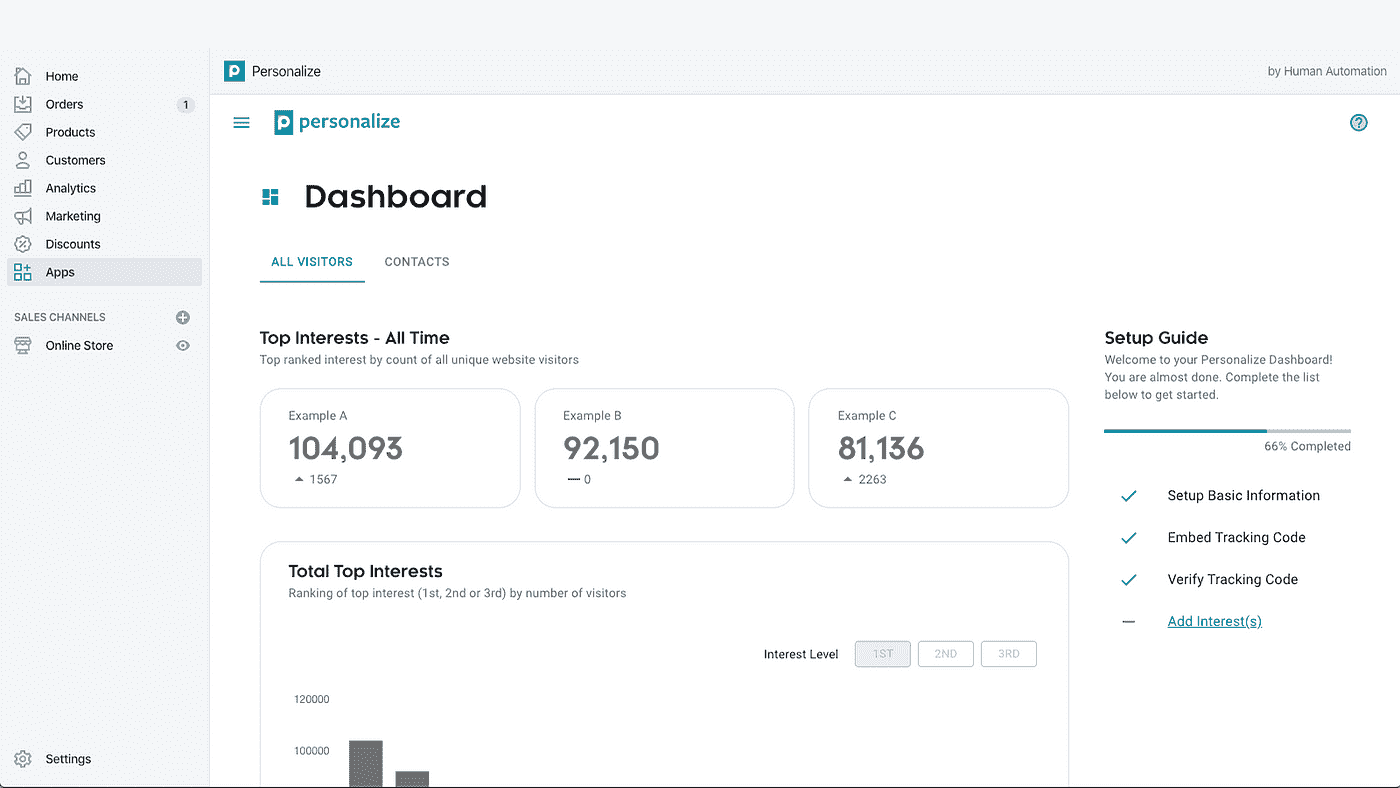 Home
Orders 1
Products
Customers
Analytics
Marketing
Discounts
Apps
SALES CHANNELS
Online Store
Settings
Personalize
by Human Automation
personalize
Dashboard
ALL VISITORS CONTACTS
Top Interests - All Time
Top ranked interest by count of all unique website visitors
Example A
104,093
1567
Example B
92,150
0
Example C
81,136
2263
Total Top Interests
Ranking of top interest (1st, 2nd or 3rd) by number of visitors
Interest Level 1ST 2ND 3RD
120000
100000
Setup Guide
Welcome to your Personalize Dashboard!
You are almost done. Complete the list
below to get started.
66% Completed
Setup Basic Information
Embed Tracking Code
Verify Tracking Code
Add Interest(s)